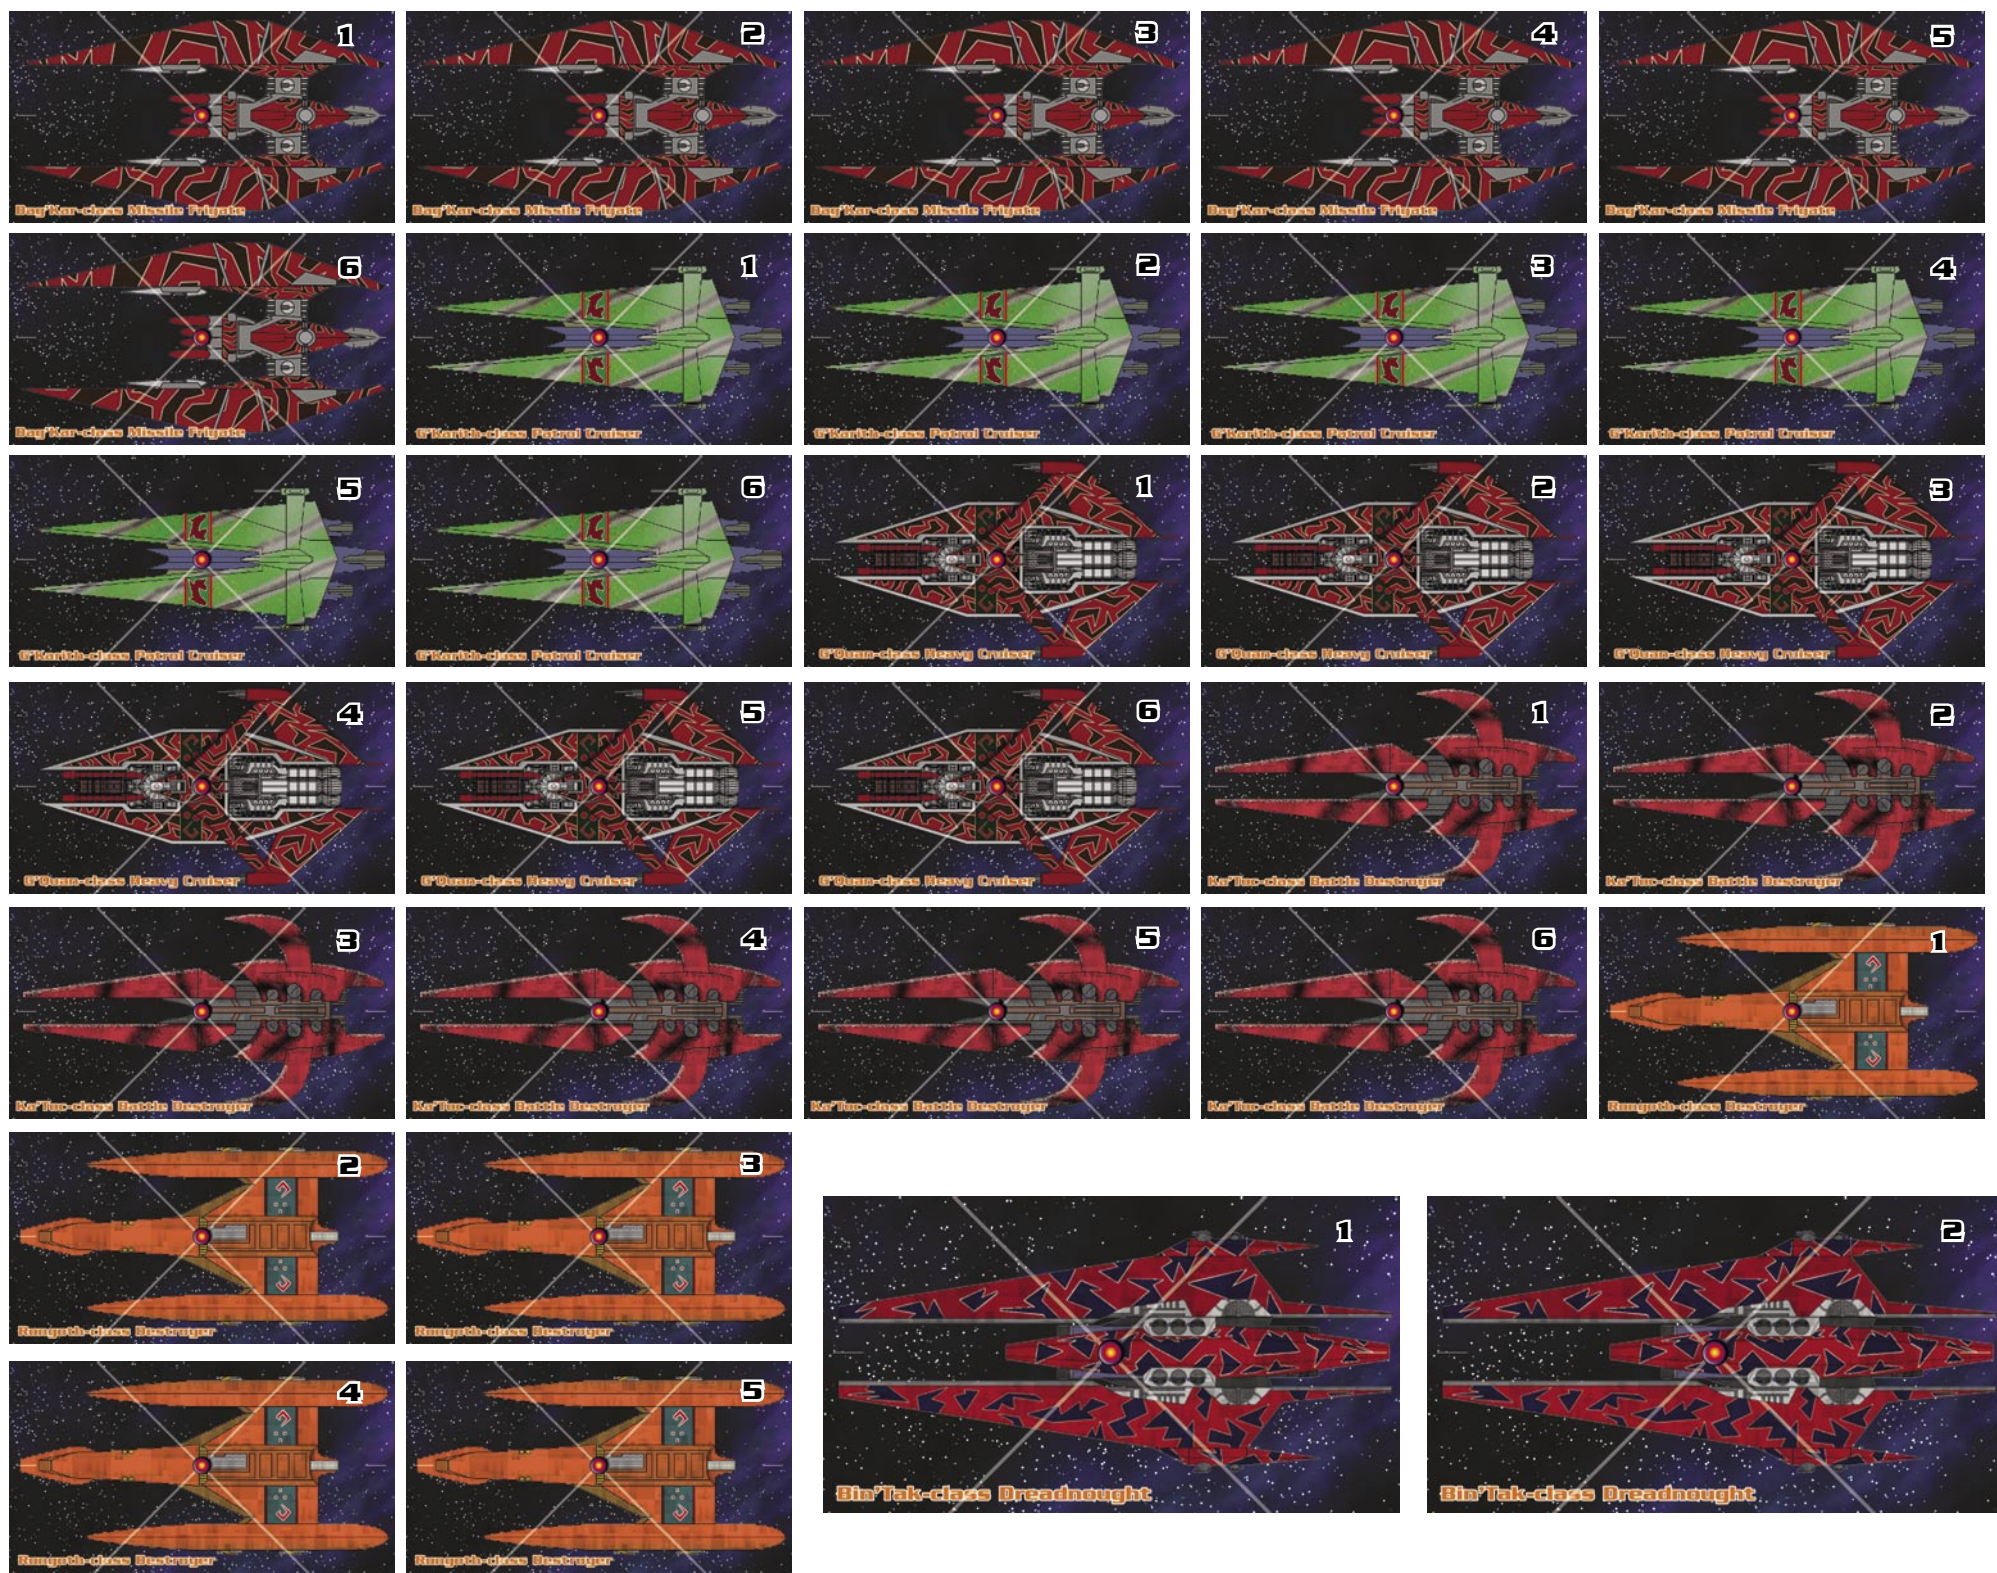 1
Dag'Kar-class Missile Frigate
2
Dag'Kar-class Missile Frigate
3
Dag'Kar-class Missile Frigate
4
Dag'Kar-class Missile Frigate
5
Dag'Kar-class Missile Frigate
6
Dag'Kar-class Missile Frigate
1
G'Karith-class Patrol Cruiser
2
G'Karith-class Patrol Cruiser
3
G'Karith-class Patrol Cruiser
4
G'Karith-class Patrol Cruiser
5
G'Karith-class Patrol Cruiser
6
G'Karith-class Patrol Cruiser
1
G'Quan-class Heavy Cruiser
2
G'Quan-class Heavy Cruiser
3
G'Quan-class Heavy Cruiser
4
G'Quan-class Heavy Cruiser
5
G'Quan-class Heavy Cruiser
6
G'Quan-class Heavy Cruiser
1
Ka'Toc-class Battle Destroyer
2
Ka'Toc-class Battle Destroyer
3
Ka'Toc-class Battle Destroyer
4
Ka'Toc-class Battle Destroyer
5
Ka'Toc-class Battle Destroyer
6
Ka'Toc-class Battle Destroyer
1
Rongoth-class Destroyer
2
Rongoth-class Destroyer
3
Rongoth-class Destroyer
1
Bin'Tak-class Dreadnought
2
Bin'Tak-class Dreadnought
4
Rongoth-class Destroyer
5
Rongoth-class Destroyer